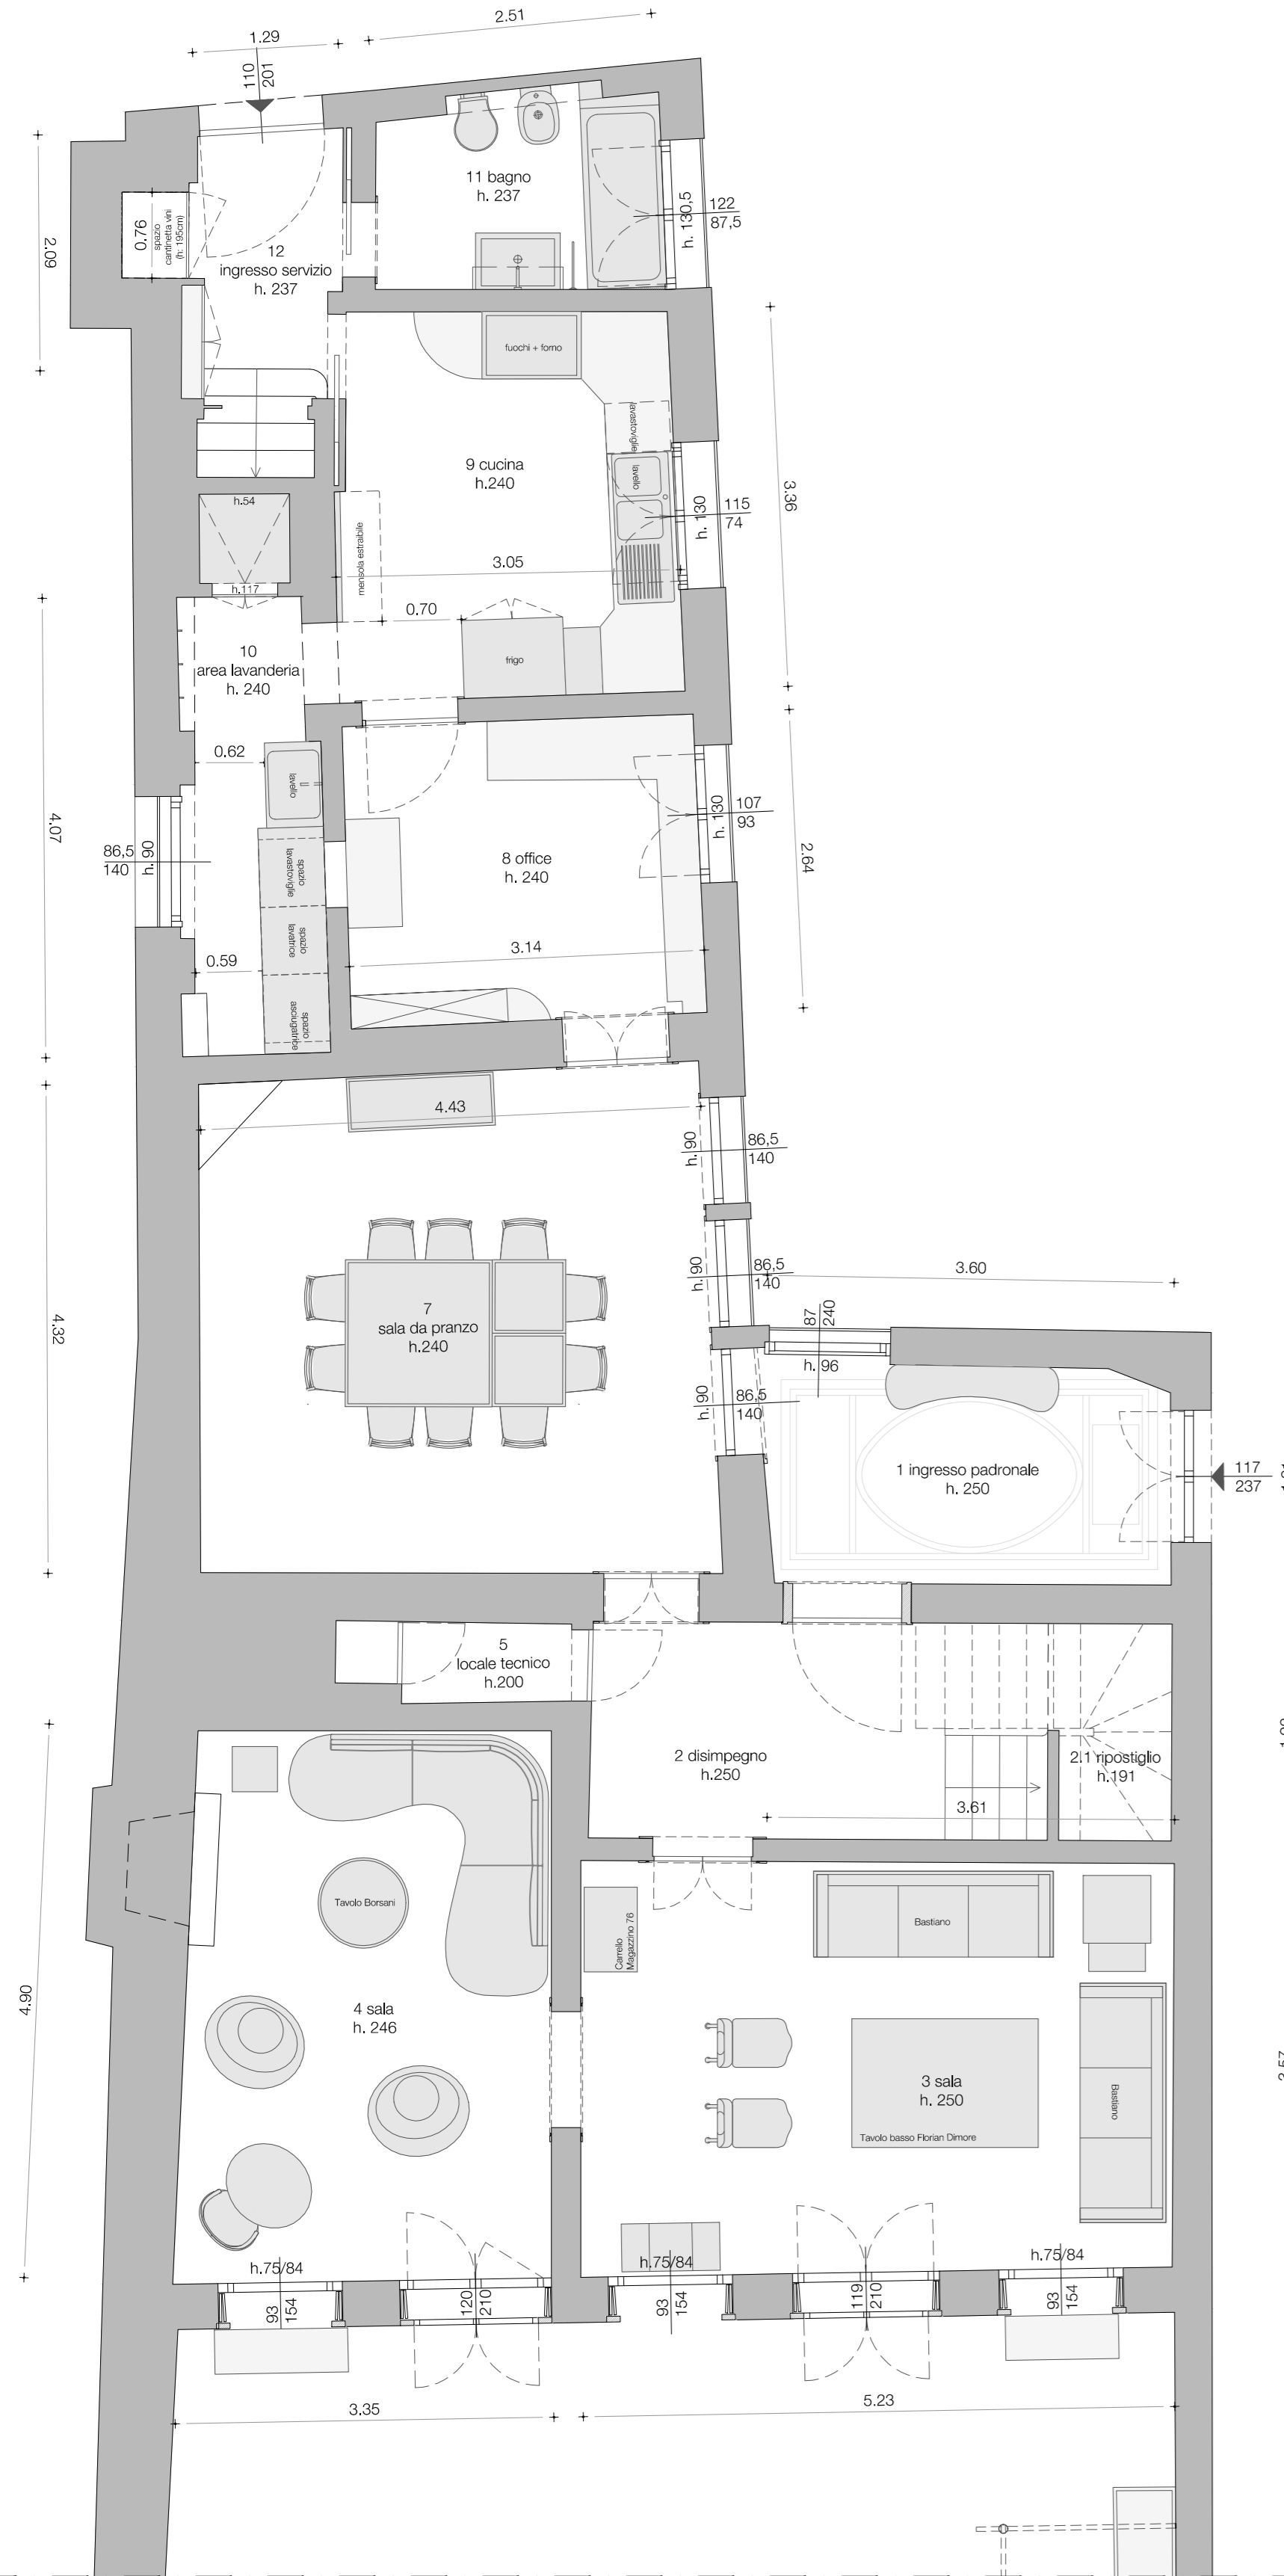 2.51
1.29
110
201
11 bagno
h. 237
h. 130,5
122
87,5
0.76
spazio
cantinetta vini
(h: 195cm)
12
ingresso servizio
h. 237
2.09
fuochi + forno
lavastoviglie
lavello
9 cucina
h.240
h. 130
115
74
3.36
h.54
mensola estraibile
3.05
h.117
0.70
frigo
10
area lavanderia
h. 240
0.62
lavello
h. 130
107
93
4.07
86,5
140
h. 90
spazio
lavastoviglie
8 office
h. 240
2.64
spazio
lavatrice
0.59
3.14
spazio
asciugatrice
4.43
h. 90
86,5
140
h. 90
86,5
140
3.60
7
sala da pranzo
h.240
4.32
87
240
h. 96
h. 90
86,5
140
1 ingresso padronale
h. 250
117
237
5
locale tecnico
h.200
2 disimpegno
h.250
2.1 ripostiglio
h.191
3.61
Tavolo Borsani
Carrello
Magazzino 76
Bastiano
4.90
4 sala
h. 246
3 sala
h. 250
Tavolo basso Florian Dimore
Bastiano
h.75/84
93
154
120
210
h.75/84
93
154
119
210
h.75/84
93
154
3.35
5.23